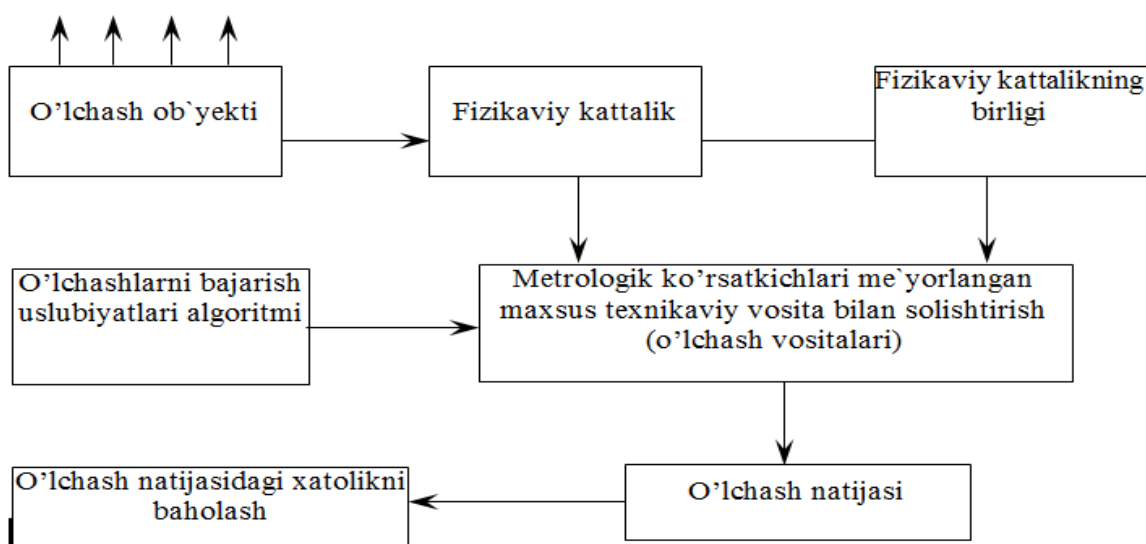 O’lchash ob`yekti
Fizikaviy kattalik
Fizikaviy kattalikning
birligi
O’lchashlarni bajarish
uslubiyatlari algoritmi
Metrologik ko’rsatkichlari me`yorlangan
maxsus texnikaviy vosita bilan solishtirish
(o’lchash vositalari)
O’lchash natijasidagi xatolikni
baholash
O’lchash natijasi